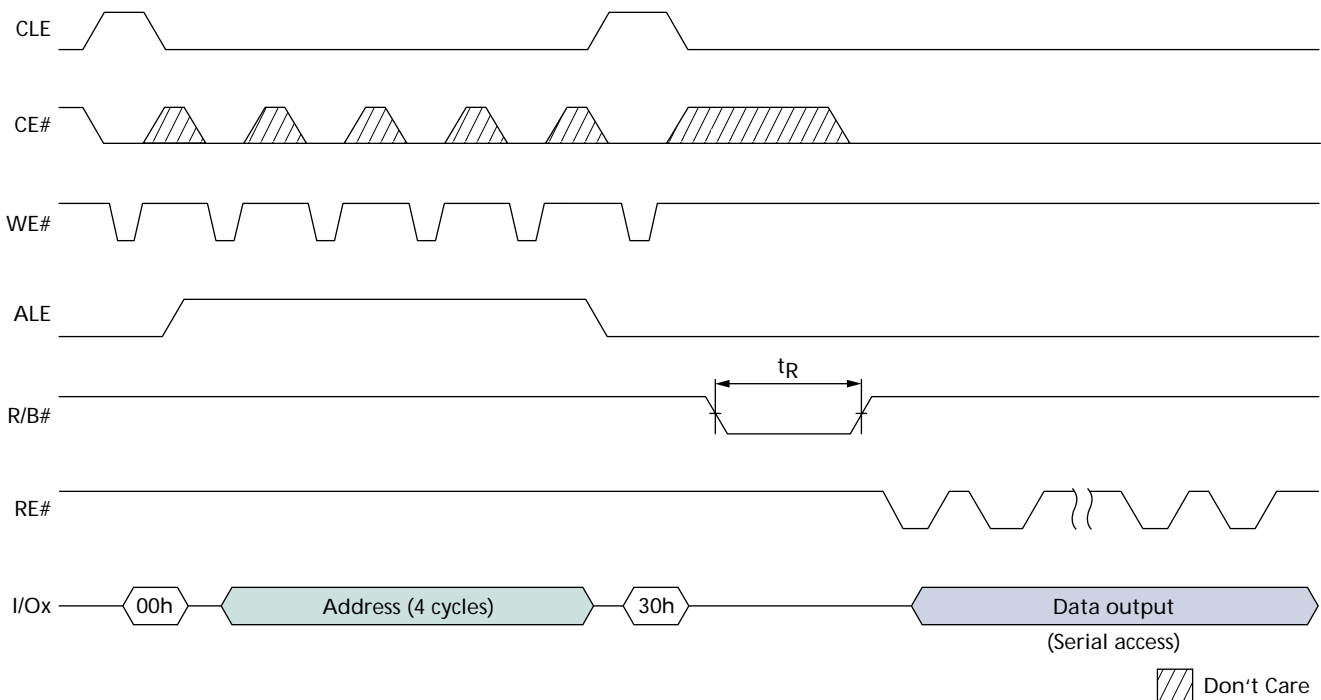 CLE
CE#
WE#
ALE
tR
R/B#
RE#
I/Ox 00h Address (4 cycles) 30h Data output
(Serial access)
Don't Care